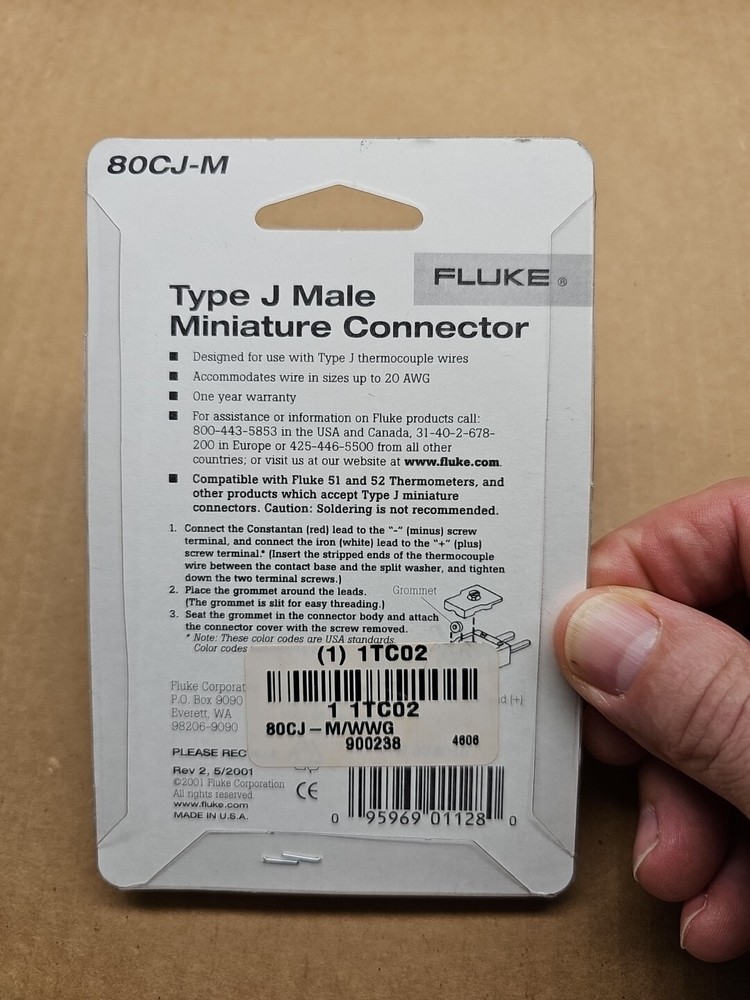 80CJ-M
FLUKE®
Type J Male
Miniature Connector
Designed for use with Type J thermocouple wires
Accommodates wire in sizes up to 20 AWG
One year warranty
For assistance or information on Fluke products call:
800-443-5853 in the USA and Canada, 31-40-2-678-
200 in Europe or 425-446-5500 from all other
countries; or visit us at our website at www.fluke.com.
Compatible with Fluke 51 and 52 Thermometers, and
other products which accept Type J miniature
connectors. Caution: Soldering is not recommended.
1. Connect the Constantan (red) lead to the "-" (minus) screw
terminal, and connect the iron (white) lead to the "+" (plus)
screw terminal.* (Insert the stripped ends of the thermocouple
wire between the contact base and the split washer, and tighten
down the two terminal screws.)
2. Place the grommet around the leads.
(The grommet is slit for easy threading.)
3. Seat the grommet in the connector body and attach
the connector cover with the screw removed.
* Note: These color codes are USA standards.
Color codes
Grommet
(+)
(1) 1TC02
1 1TC02
80CJ-M/WWG
900238
4606
Fluke Corporat
P.O. Box 9090
Everett, WA
98206-9090
PLEASE REC
Rev 2, 5/2001
©2001 Fluke Corporation
All rights reserved
www.fluke.com
MADE IN U.S.A.
CE
0 95969 01128 0